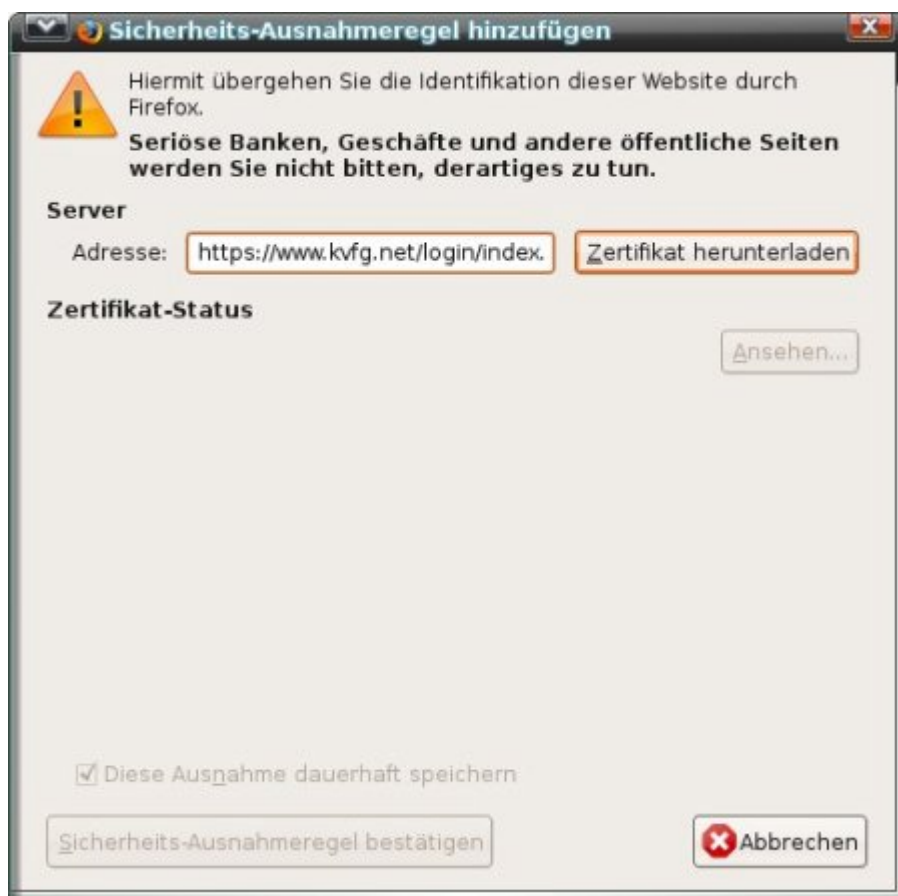 Sicherheits-Ausnahmeregel hinzufügen
Hiermit übergehen Sie die Identifikation dieser Website durch
Firefox.
Seriöse Banken, Geschäfte und andere öffentliche Seiten
werden Sie nicht bitten, derartiges zu tun.
Server
Adresse: https://www.kvfg.net/login/index. Zertifikat herunterladen
Zertifikat-Status
Ansehen...
Diese Ausnahme dauerhaft speichern
Sicherheits-Ausnahmeregel bestätigen Abbrechen